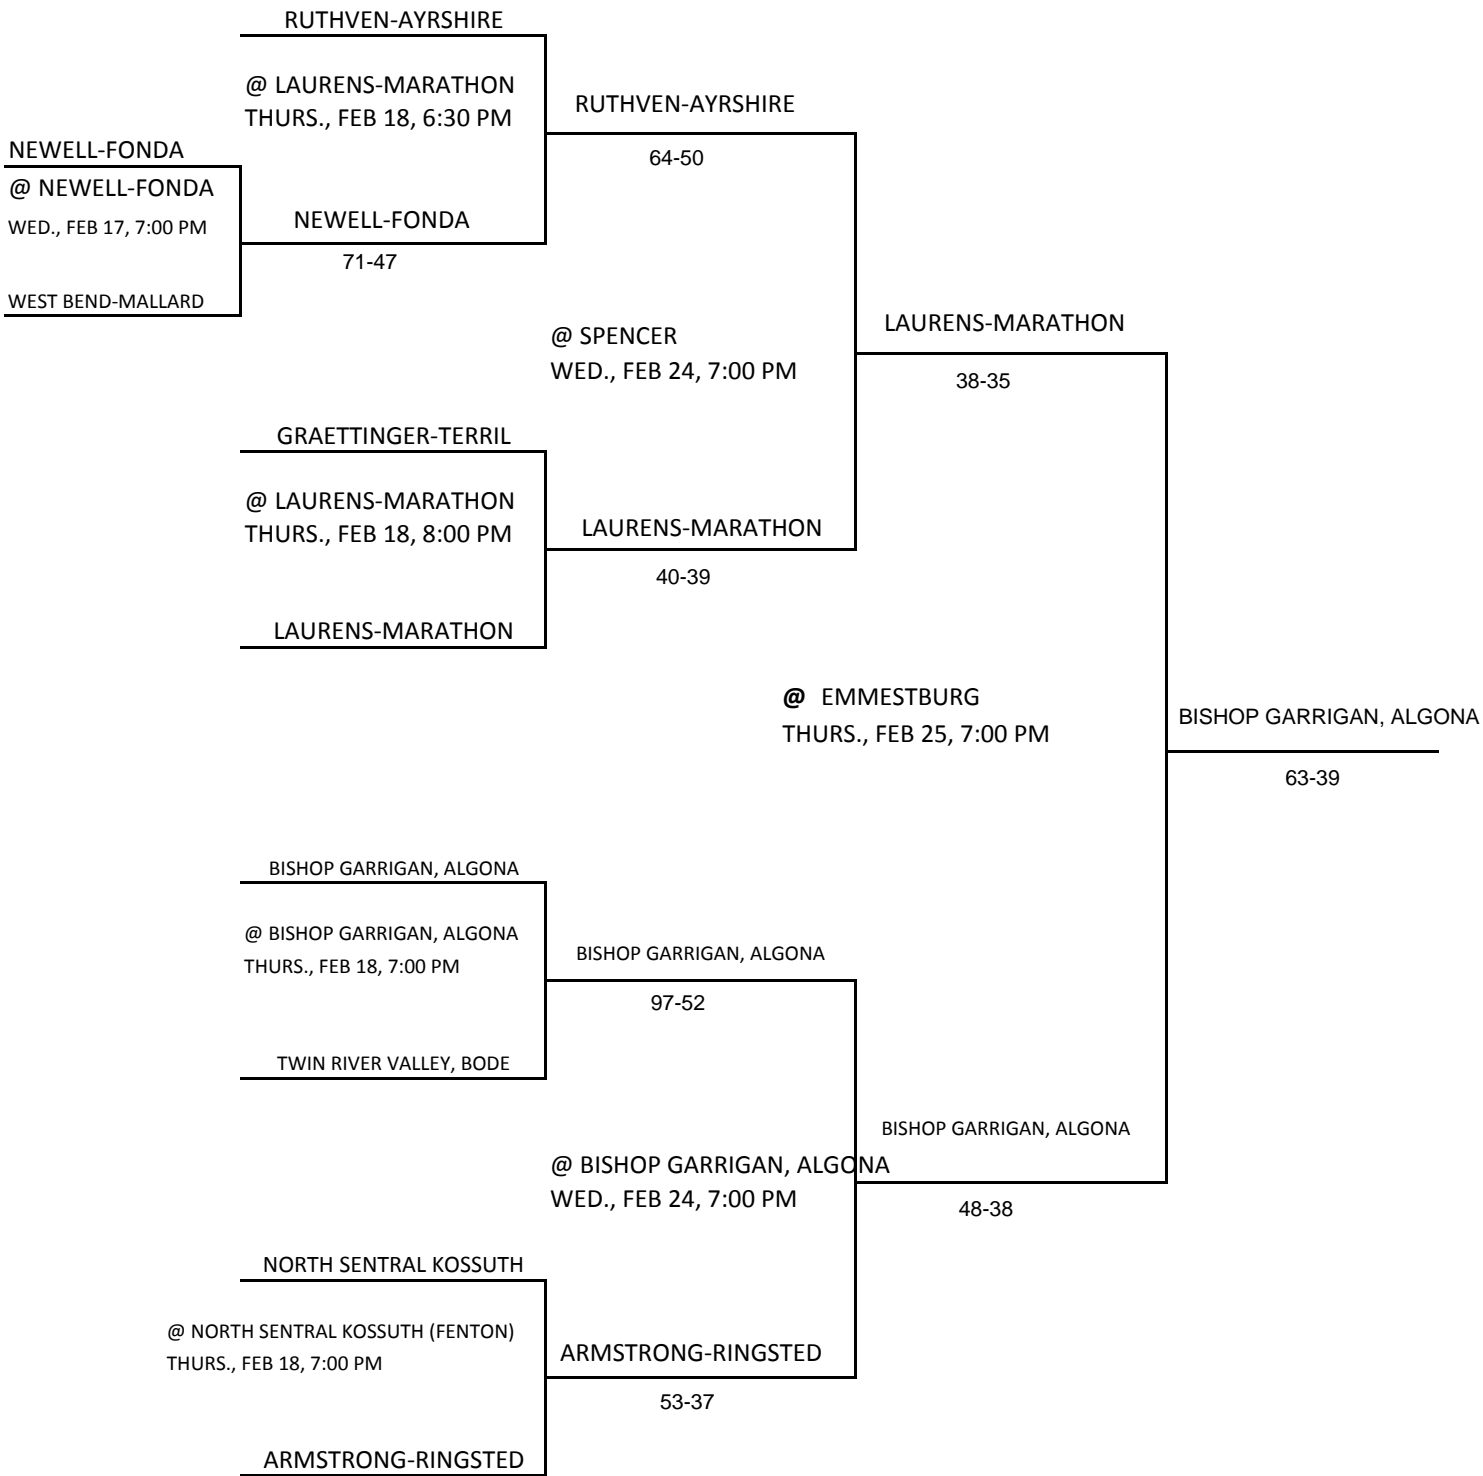 RUTHVEN-AYRSHIRE
@ LAURENS-MARATHON
THURS., FEB 18, 6:30 PM
RUTHVEN-AYRSHIRE
64-50
NEWELL-FONDA
@ NEWELL-FONDA
WED., FEB 17, 7:00 PM
NEWELL-FONDA
71-47
WEST BEND-MALLARD
@ SPENCER
WED., FEB 24, 7:00 PM
LAURENS-MARATHON
38-35
GRAETTINGER-TERRIL
@ LAURENS-MARATHON
THURS., FEB 18, 8:00 PM
LAURENS-MARATHON
40-39
LAURENS-MARATHON
@ EMMESTBURG
THURS., FEB 25, 7:00 PM
BISHOP GARRIGAN, ALGONA
63-39
BISHOP GARRIGAN, ALGONA
@ BISHOP GARRIGAN, ALGONA
THURS., FEB 18, 7:00 PM
BISHOP GARRIGAN, ALGONA
97-52
TWIN RIVER VALLEY, BODE
BISHOP GARRIGAN, ALGONA
@ BISHOP GARRIGAN, ALGONA
WED., FEB 24, 7:00 PM
48-38
NORTH SENTRAL KOSSUTH
@ NORTH SENTRAL KOSSUTH (FENTON)
THURS., FEB 18, 7:00 PM
ARMSTRONG-RINGSTED
53-37
ARMSTRONG-RINGSTED